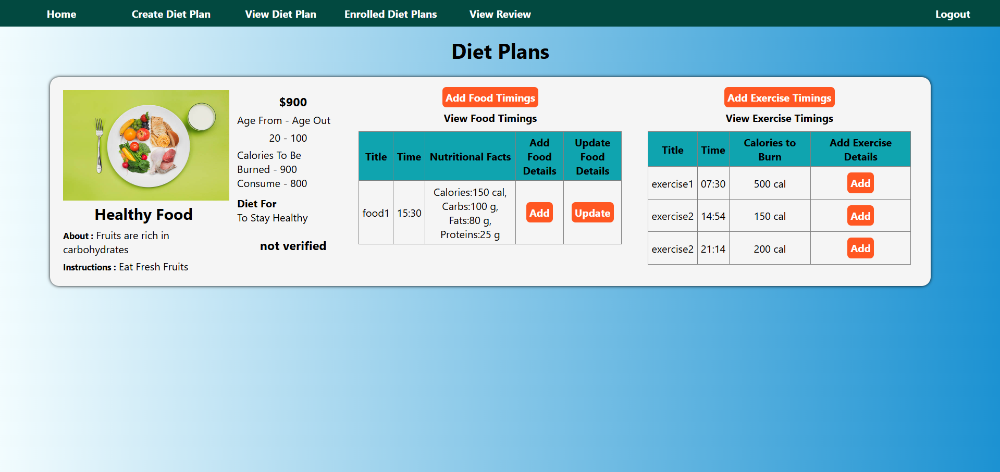 Home Create Diet Plan View Diet Plan Enrolled Diet Plans View Review Logout
Diet Plans
Healthy Food
About : Fruits are rich in
carbohydrates
Instructions : Eat Fresh Fruits
$900
Age From - Age Out
20 - 100
Calories To Be
Burned - 900
Consume - 800
Diet For
To Stay Healthy
not verified
Add Food Timings
View Food Timings
Title Time Nutritional Facts Add Food Details Update Food Details
food1 15:30 Calories:150 cal, Carbs:100 g, Fats:80 g, Proteins:25 g Add Update
Add Exercise Timings
View Exercise Timings
Title Time Calories to Burn Add Exercise Details
exercise1 07:30 500 cal Add
exercise2 14:54 150 cal Add
exercise2 21:14 200 cal Add